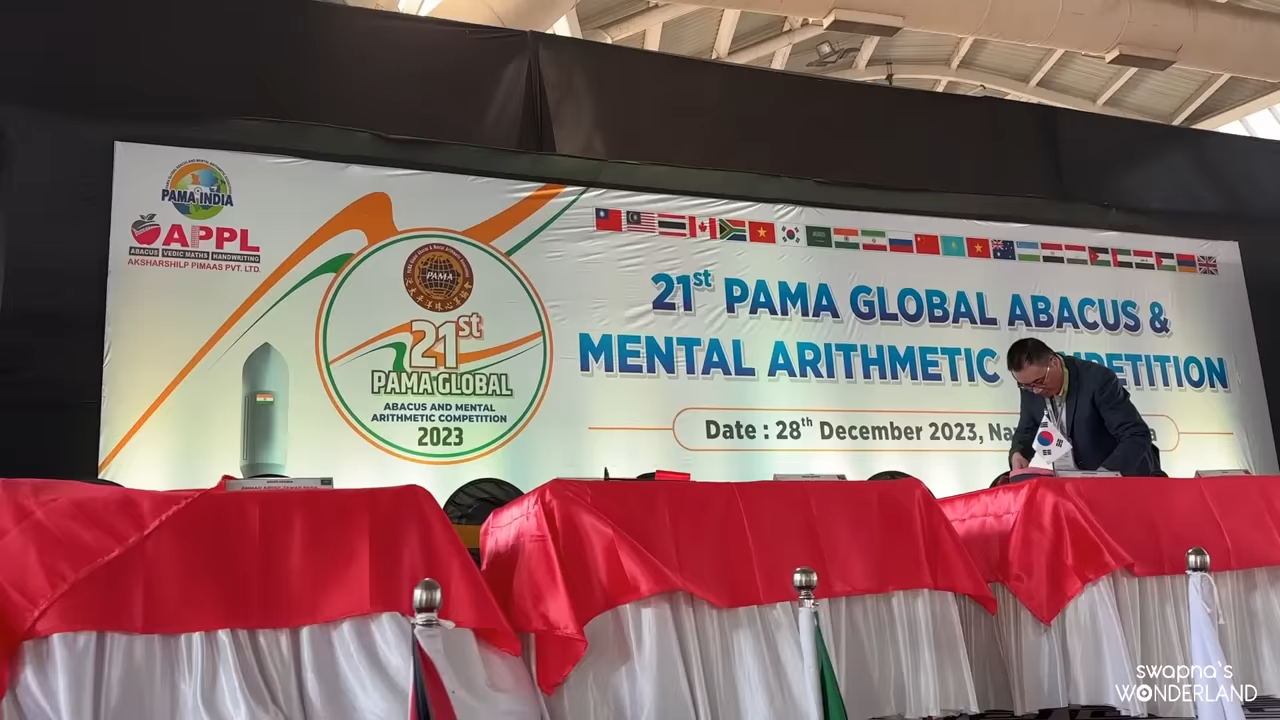 PAMA INDIA
APPL
ABACUS VEDIC MATHS HANDWRITING
AKSHARSHILP PIMAAS PVT. LTD.
PAMA
21st
PAMA GLOBAL
ABACUS AND MENTAL
ARITHMETIC COMPETITION
2023
21st PAMA GLOBAL ABACUS &
MENTAL ARITHMETIC COMPETITION
Date : 28th December 2023,
swapna's
WONDERLAND